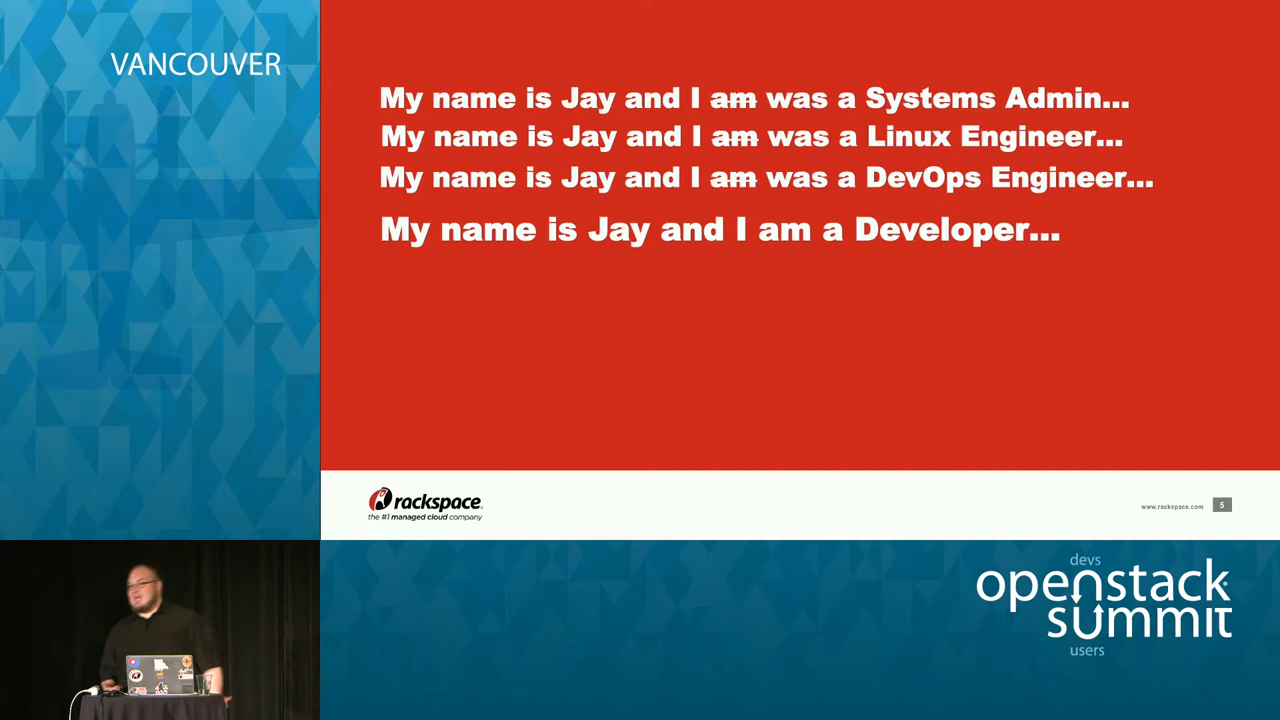 VANCOUVER
My name is Jay and I am was a Systems Admin...
My name is Jay and I am was a Linux Engineer...
My name is Jay and I am was a DevOps Engineer...
My name is Jay and I am a Developer...
rackspace
the #1 managed cloud company
www.rackspace.com
5
devs
openstack
summit
users